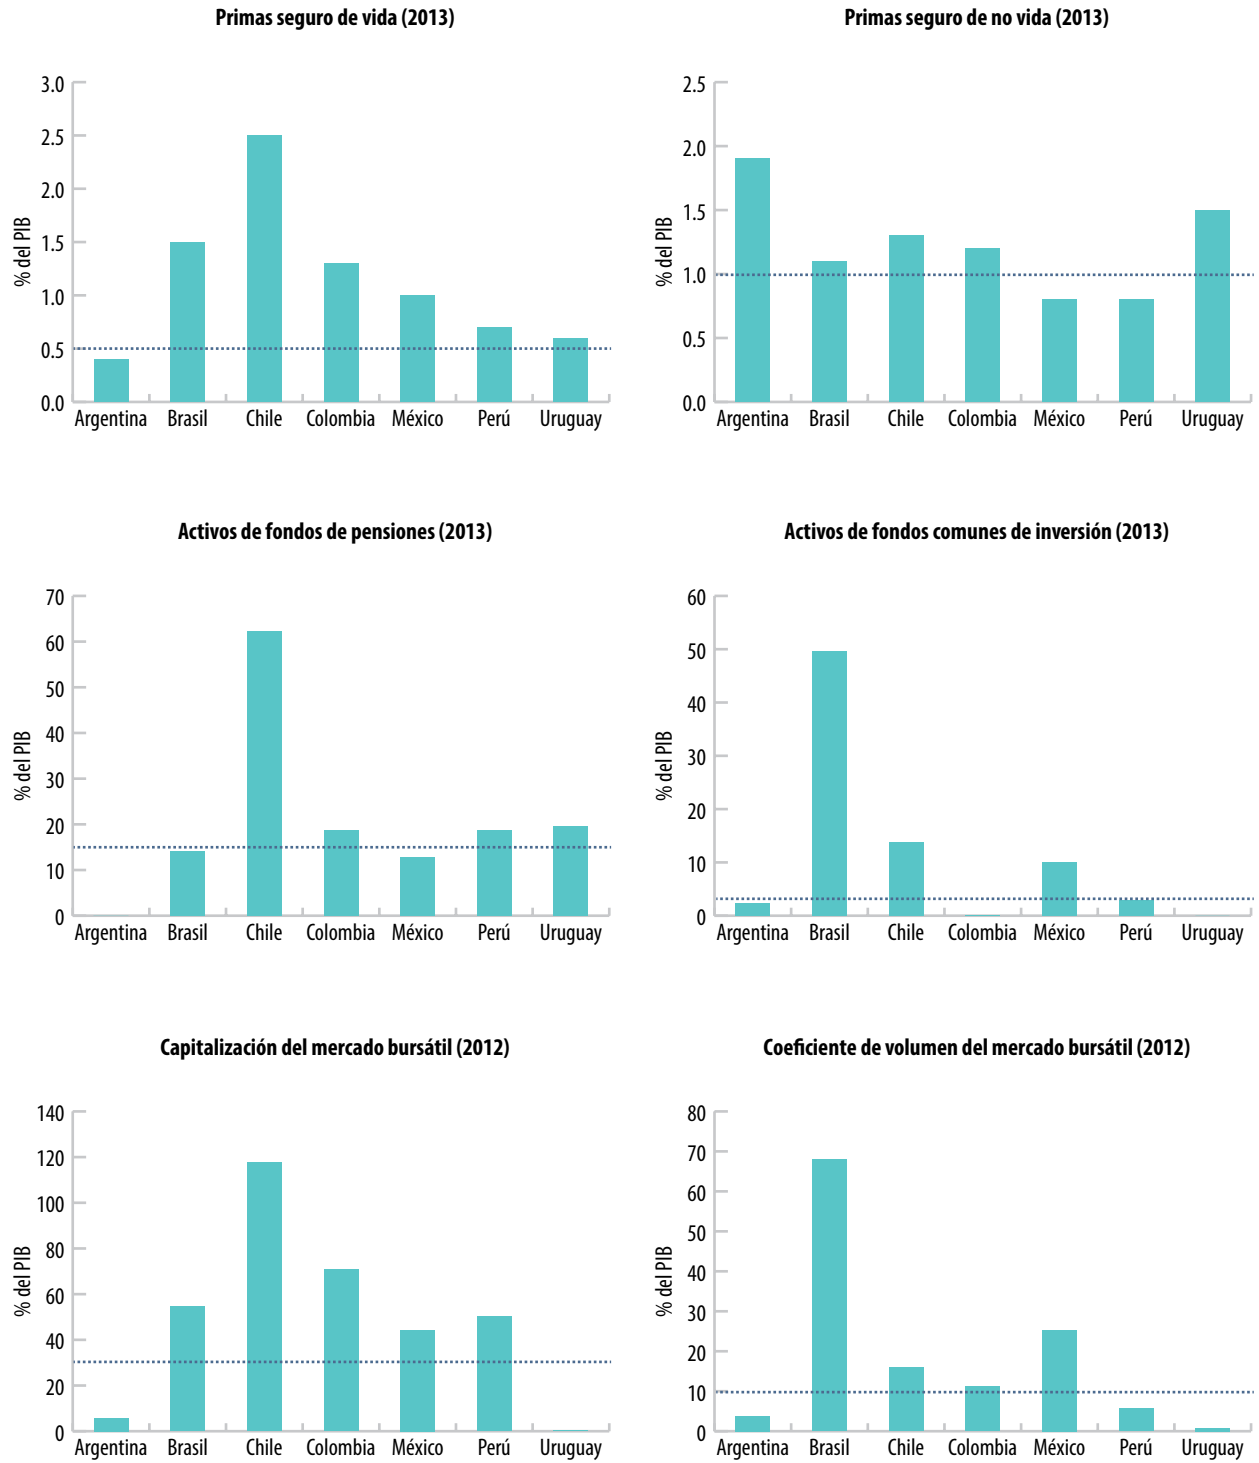 Primas seguro de vida (2013)
% del PIB
3.0
2.5
2.0
1.5
1.0
0.5
0.0
Argentina Brasil Chile Colombia México Perú Uruguay
Primas seguro de no vida (2013)
% del PIB
2.5
2.0
1.5
1.0
0.5
0.0
Argentina Brasil Chile Colombia México Perú Uruguay
Activos de fondos de pensiones (2013)
% del PIB
70
60
50
40
30
20
10
0
Argentina Brasil Chile Colombia México Perú Uruguay
Activos de fondos comunes de inversión (2013)
% del PIB
60
50
40
30
20
10
0
Argentina Brasil Chile Colombia México Perú Uruguay
Capitalización del mercado bursátil (2012)
% del PIB
140
120
100
80
60
40
20
0
Argentina Brasil Chile Colombia México Perú Uruguay
Coeficiente de volumen del mercado bursátil (2012)
% del PIB
80
70
60
50
40
30
20
10
0
Argentina Brasil Chile Colombia México Perú Uruguay